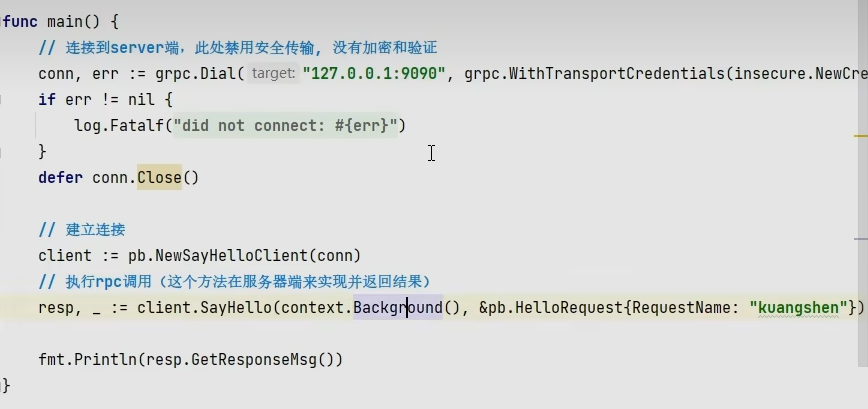 func main() {
// 连接到server端，此处禁用安全传输, 没有加密和验证
conn, err := grpc.Dial( target: "127.0.0.1:9090", grpc.WithTransportCredentials(insecure.NewCre
if err != nil {
log.Fatalf("did not connect: #{err}")
}
defer conn.Close()
// 建立连接
client := pb.NewSayHelloClient(conn)
// 执行rpc调用（这个方法在服务器端来实现并返回结果）
resp, _ := client.SayHello(context.Background(), &pb.HelloRequest{RequestName: "kuangshen"})
fmt.Println(resp.GetResponseMsg())
}